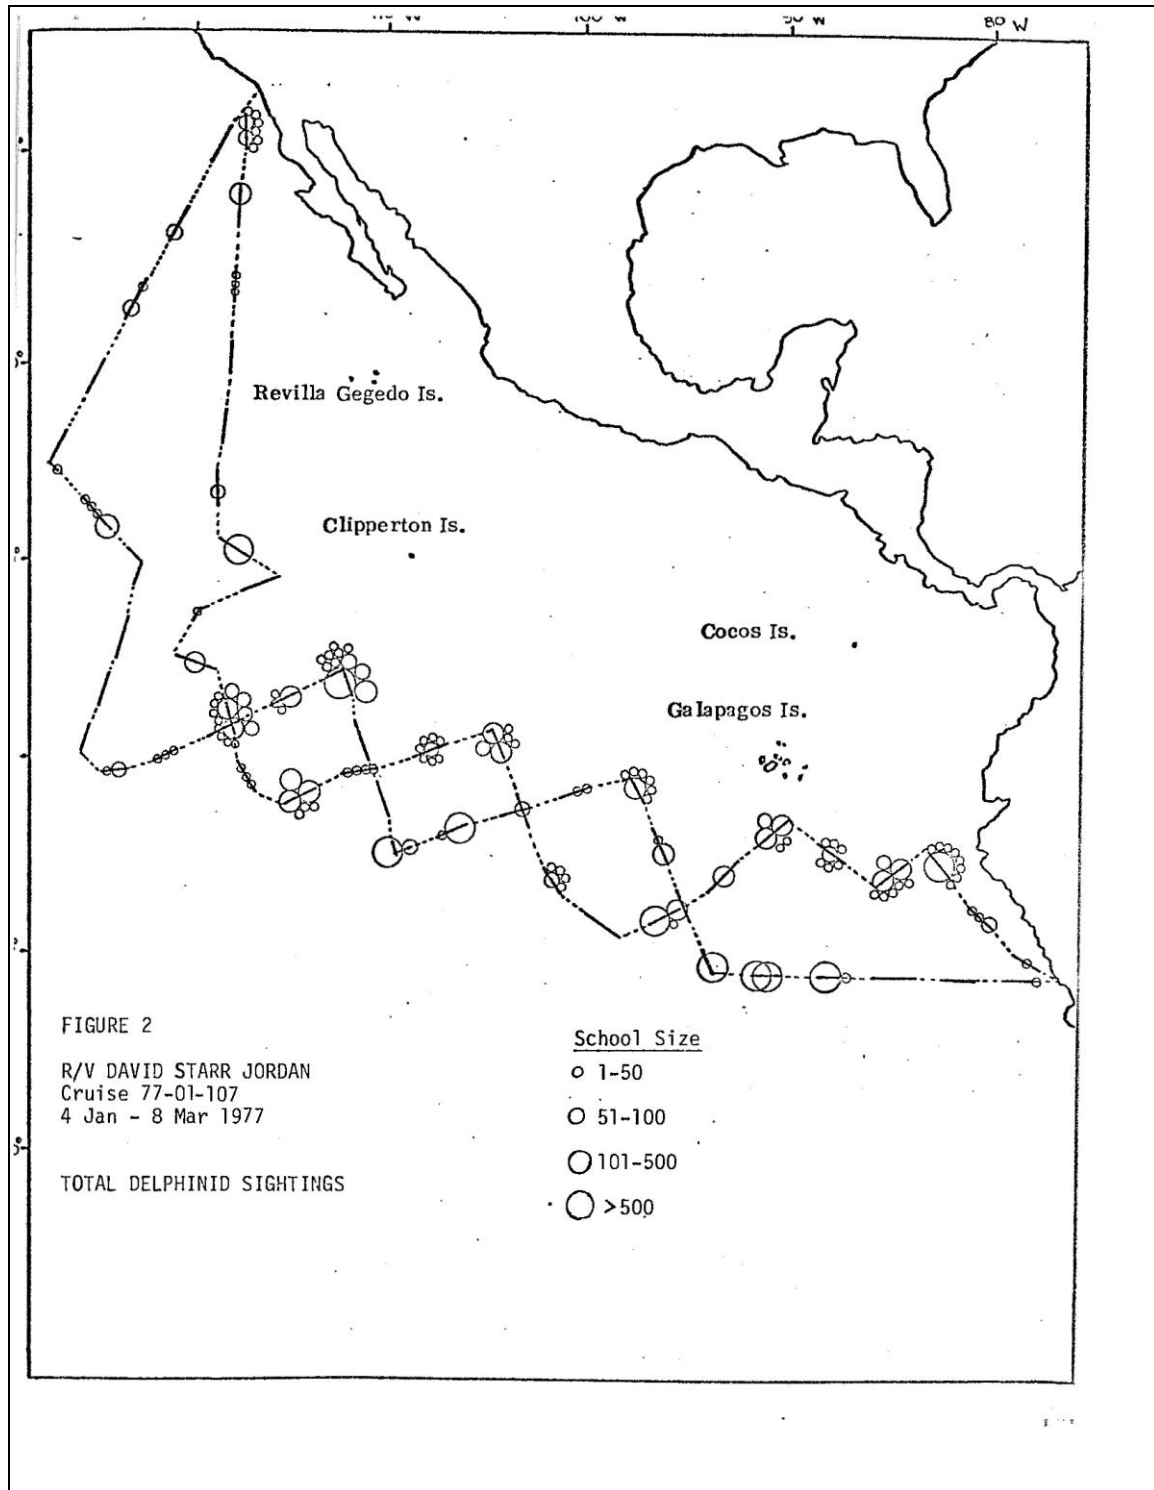 80 W
Revilla Gegedo Is.
Clipperton Is.
Cocos Is.
Galapagos Is.
FIGURE 2
R/V DAVID STARR JORDAN
Cruise 77-01-107
4 Jan - 8 Mar 1977
TOTAL DELPHINID SIGHTINGS
School Size
1-50
51-100
101-500
>500